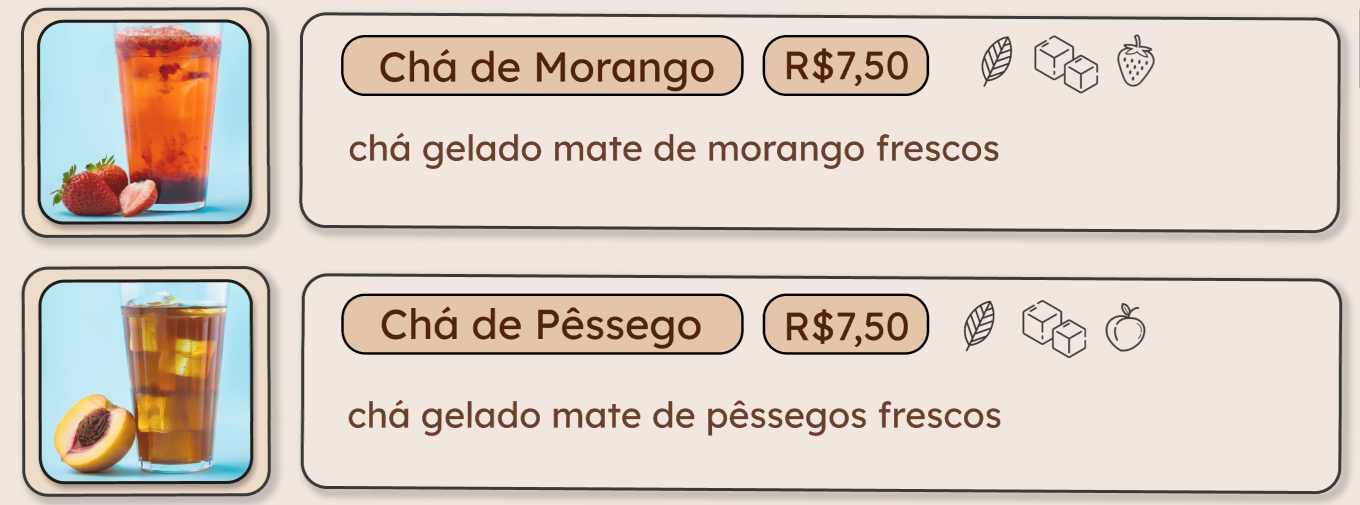 Chá de Morango R$7,50
chá gelado mate de morango frescos
Chá de Pêssego R$7,50
chá gelado mate de pêssegos frescos